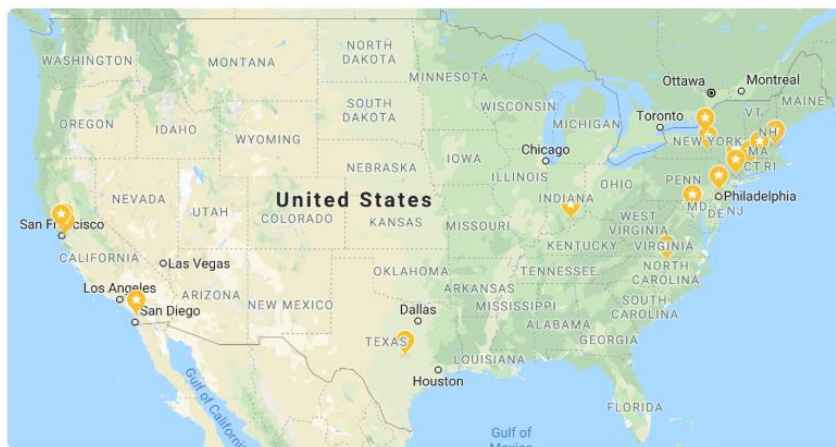 NORTH
DAKOTA
WASHINGTON
MONTANA
MINNESOTA
Ottawa
Montreal
MAINE
VT
OREGON
IDAHO
SOUTH
DAKOTA
WISCONSIN
MICHIGAN
Toronto
NEW YORK
NH
MA
CT RI
WYOMING
Chicago
IOWA
NEBRASKA
ILLINOIS
INDIANA
OHIO
PENN
Philadelphia
MD
DE NJ
NEVADA
UTAH
COLORADO
United States
KANSAS
MISSOURI
WEST
VIRGINIA
VIRGINIA
KENTUCKY
San Francisco
CALIFORNIA
Las Vegas
OKLAHOMA
TENNESSEE
NORTH
CAROLINA
Los Angeles
ARIZONA
NEW MEXICO
ARKANSAS
SOUTH
CAROLINA
San Diego
Dallas
MISSISSIPPI
ALABAMA
GEORGIA
TEXAS
LOUISIANA
Houston
FLORIDA
Gulf of California
Gulf of
Mexico